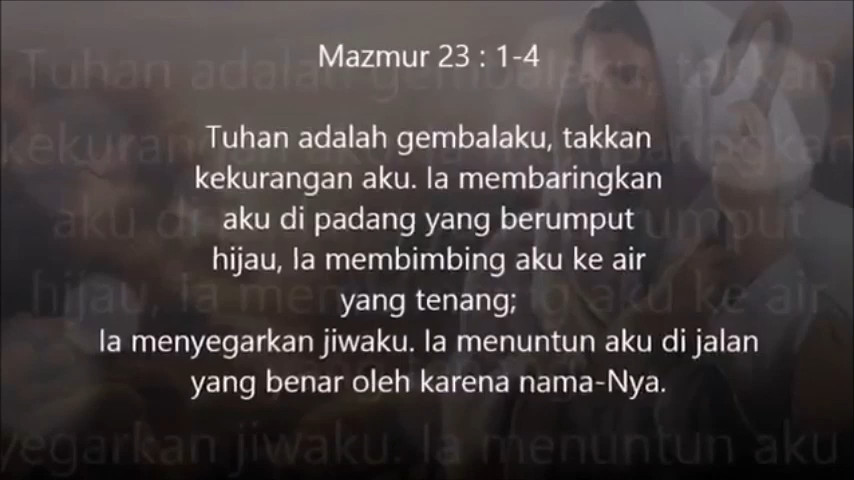 Mazmur 23 : 1-4
Tuhan adalah gembalaku, takkan
kekurangan aku. Ia membaringkan
aku di padang yang berumput
hijau, Ia membimbing aku ke air
yang tenang;
Ia menyegarkan jiwaku. Ia menuntun aku di jalan
yang benar oleh karena nama-Nya.